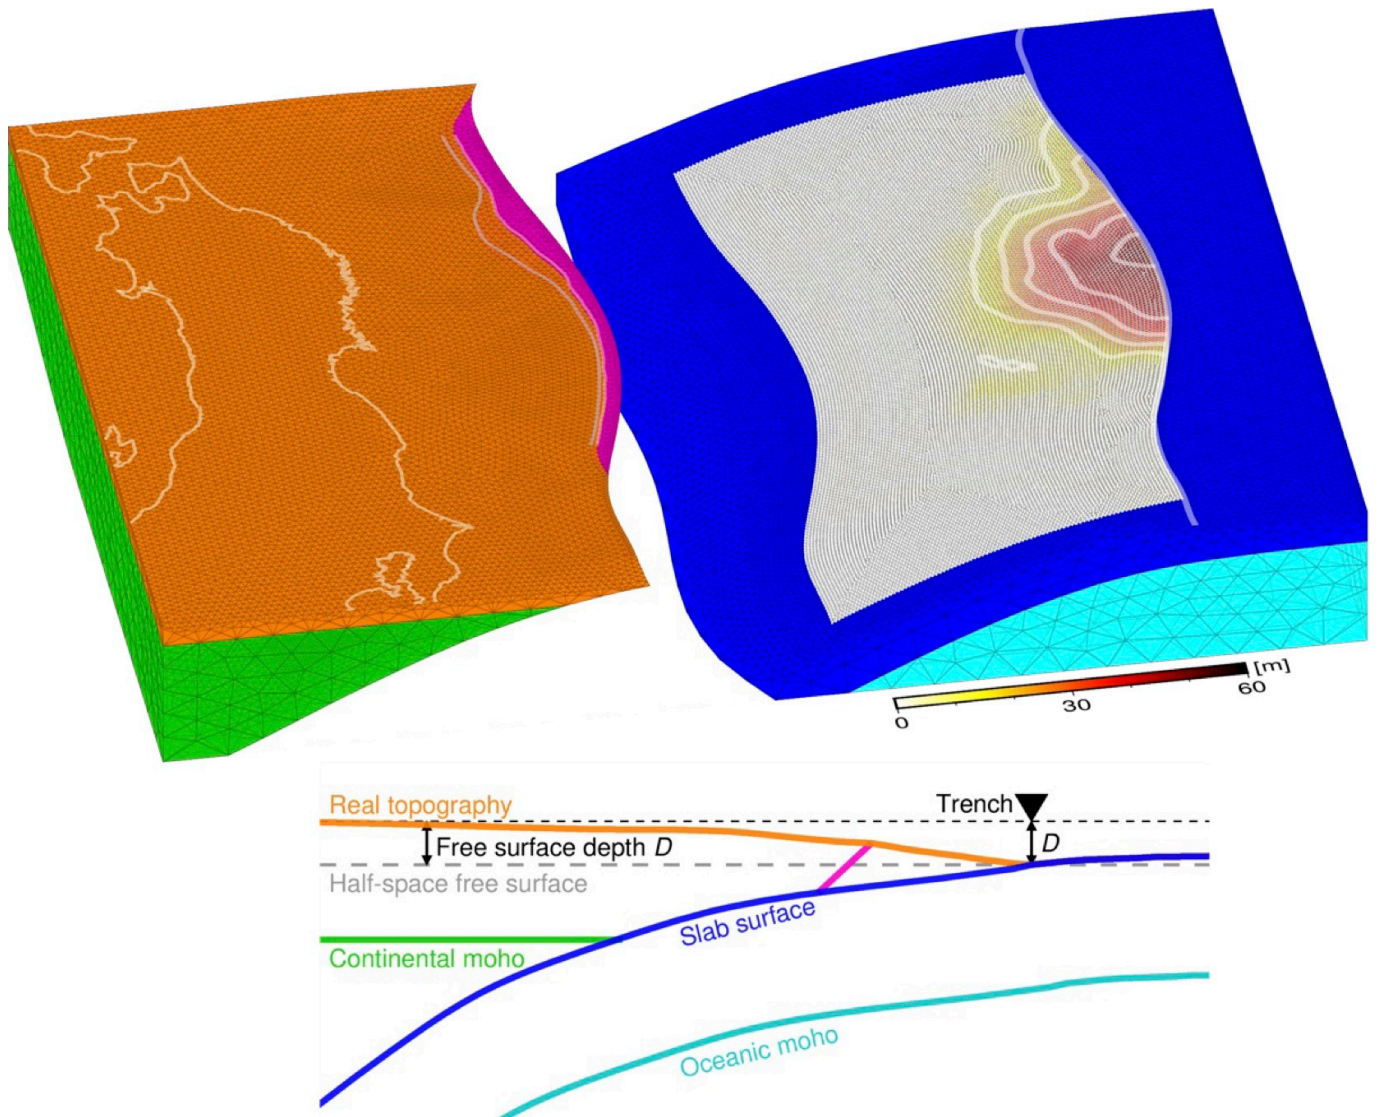 [m]
0
30
60
Real topography
Trench
Free surface depth D
D
Half-space free surface
Slab surface
Continental moho
Oceanic moho